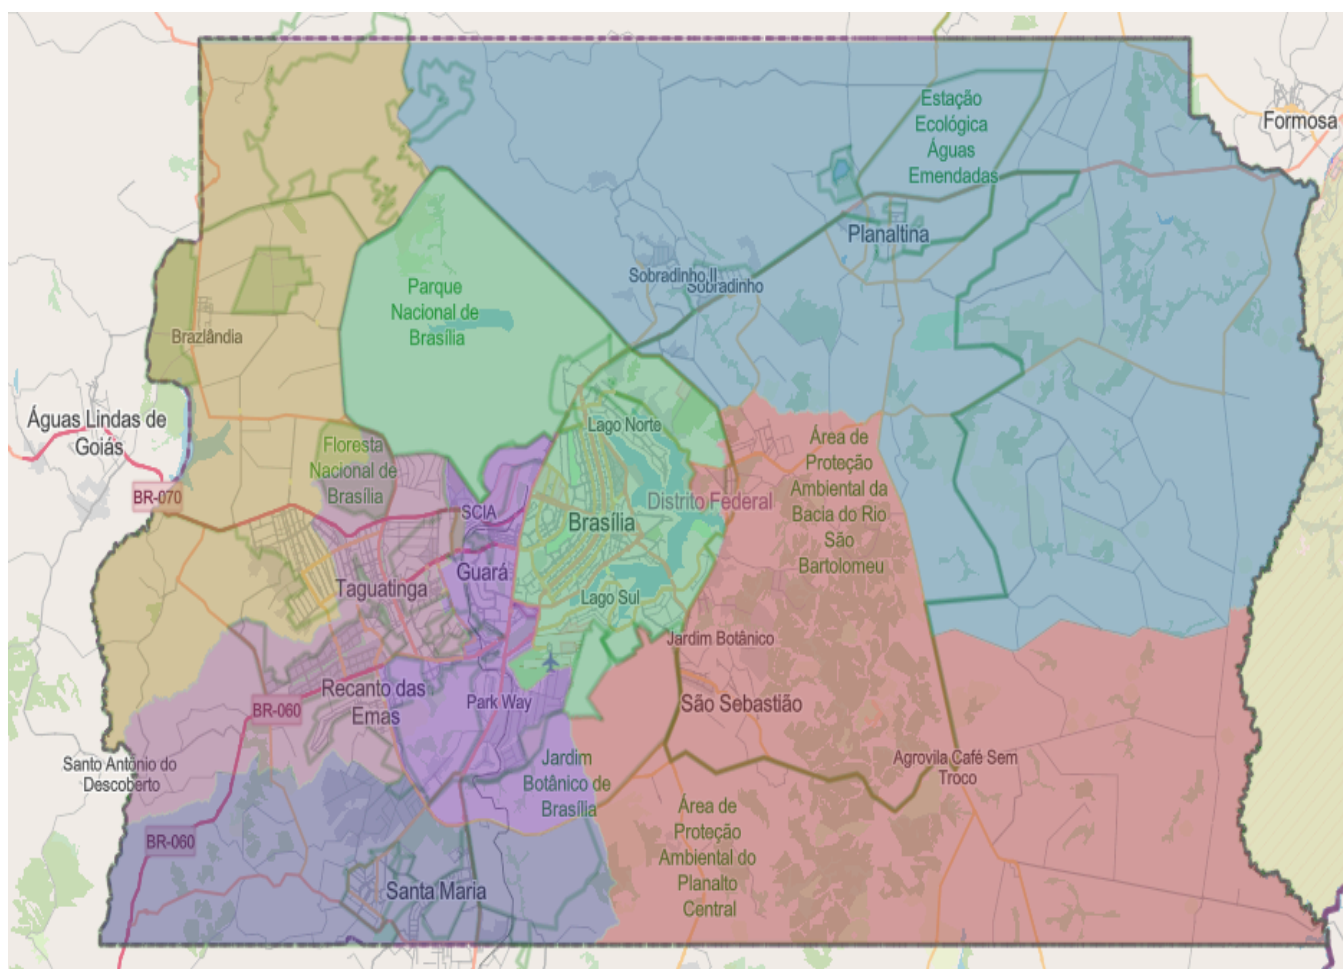 Estação
Ecológica
Águas
Emendadas
Formosa
Planaltina
Sobradinho II
Sobradinho
Parque
Nacional de
Brasília
Brazlândia
Águas Lindas de
Goiás
Lago Norte
Floresta
Nacional de
Brasília
Área de
Proteção
Ambiental da
Bacia do Rio
São
Bartolomeu
BR-070
Distrito Federal
SCIA
Brasília
Guará
Taguatinga
Lago Sul
Jardim Botânico
Recanto das
Emas
Park Way
São Sebastião
BR-060
Santo Antônio do
Descoberto
Jardim
Botânico de
Brasília
Agrovila Café Sem
Troco
Área de
Proteção
Ambiental do
Planalto
Central
BR-060
Santa Maria